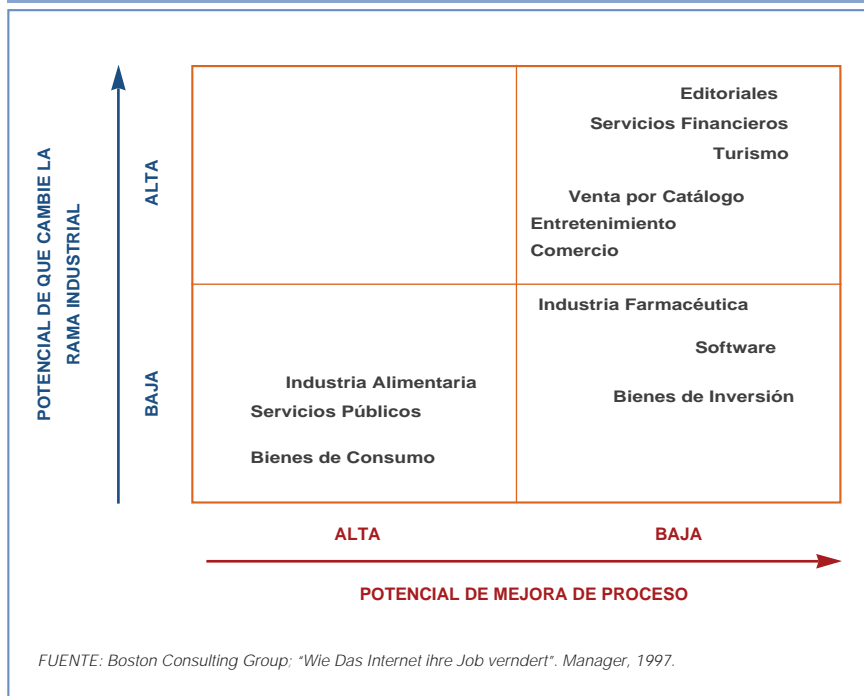 POTENCIAL DE QUE CAMBIE LA
RAMA INDUSTRIAL
ALTA
BAJA
Editoriales
Servicios Financieros
Turismo
Venta por Catálogo
Entretenimiento
Comercio
Industria Farmacéutica
Software
Bienes de Inversión
Industria Alimentaria
Servicios Públicos
Bienes de Consumo
ALTA
BAJA
POTENCIAL DE MEJORA DE PROCESO
FUENTE: Boston Consulting Group; “Wie Das Internet ihre Job verndert”. Manager, 1997.